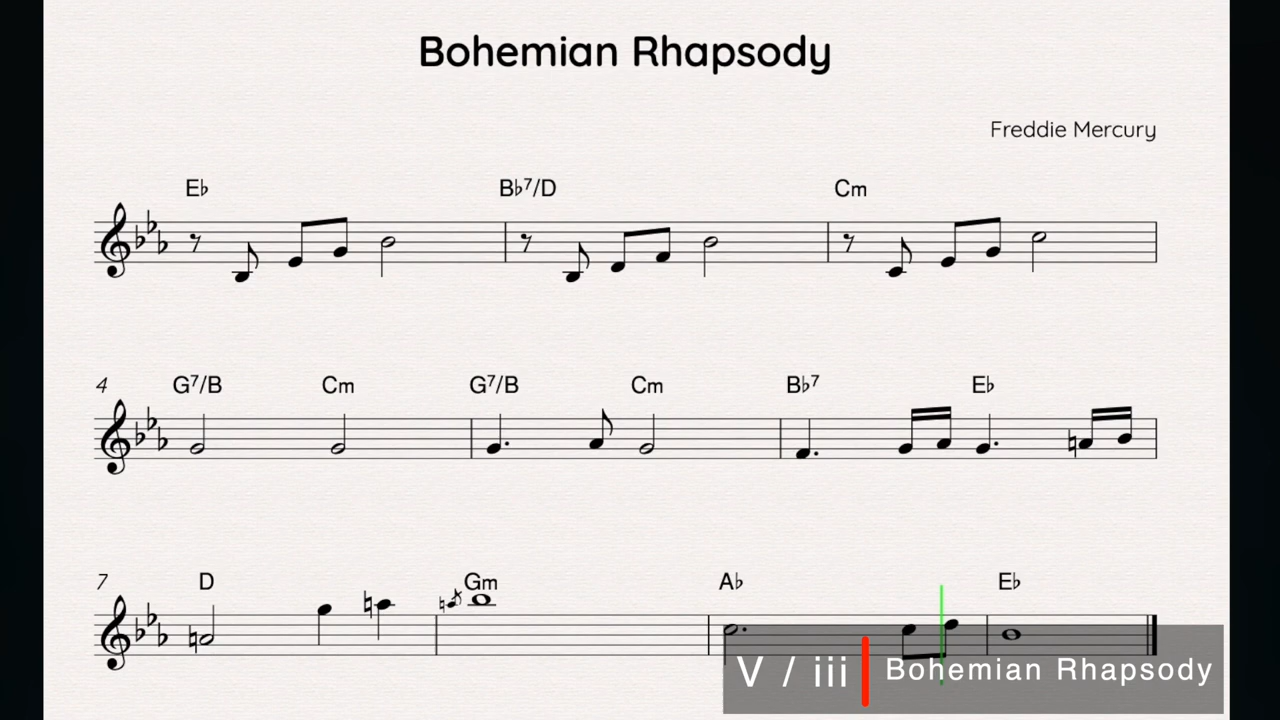 Bohemian Rhapsody
Freddie Mercury
E♭ B♭7/D Cm
4 G7/B Cm G7/B Cm B♭7 E♭
7 D Gm A♭ E♭
V / iii Bohemian Rhapsody